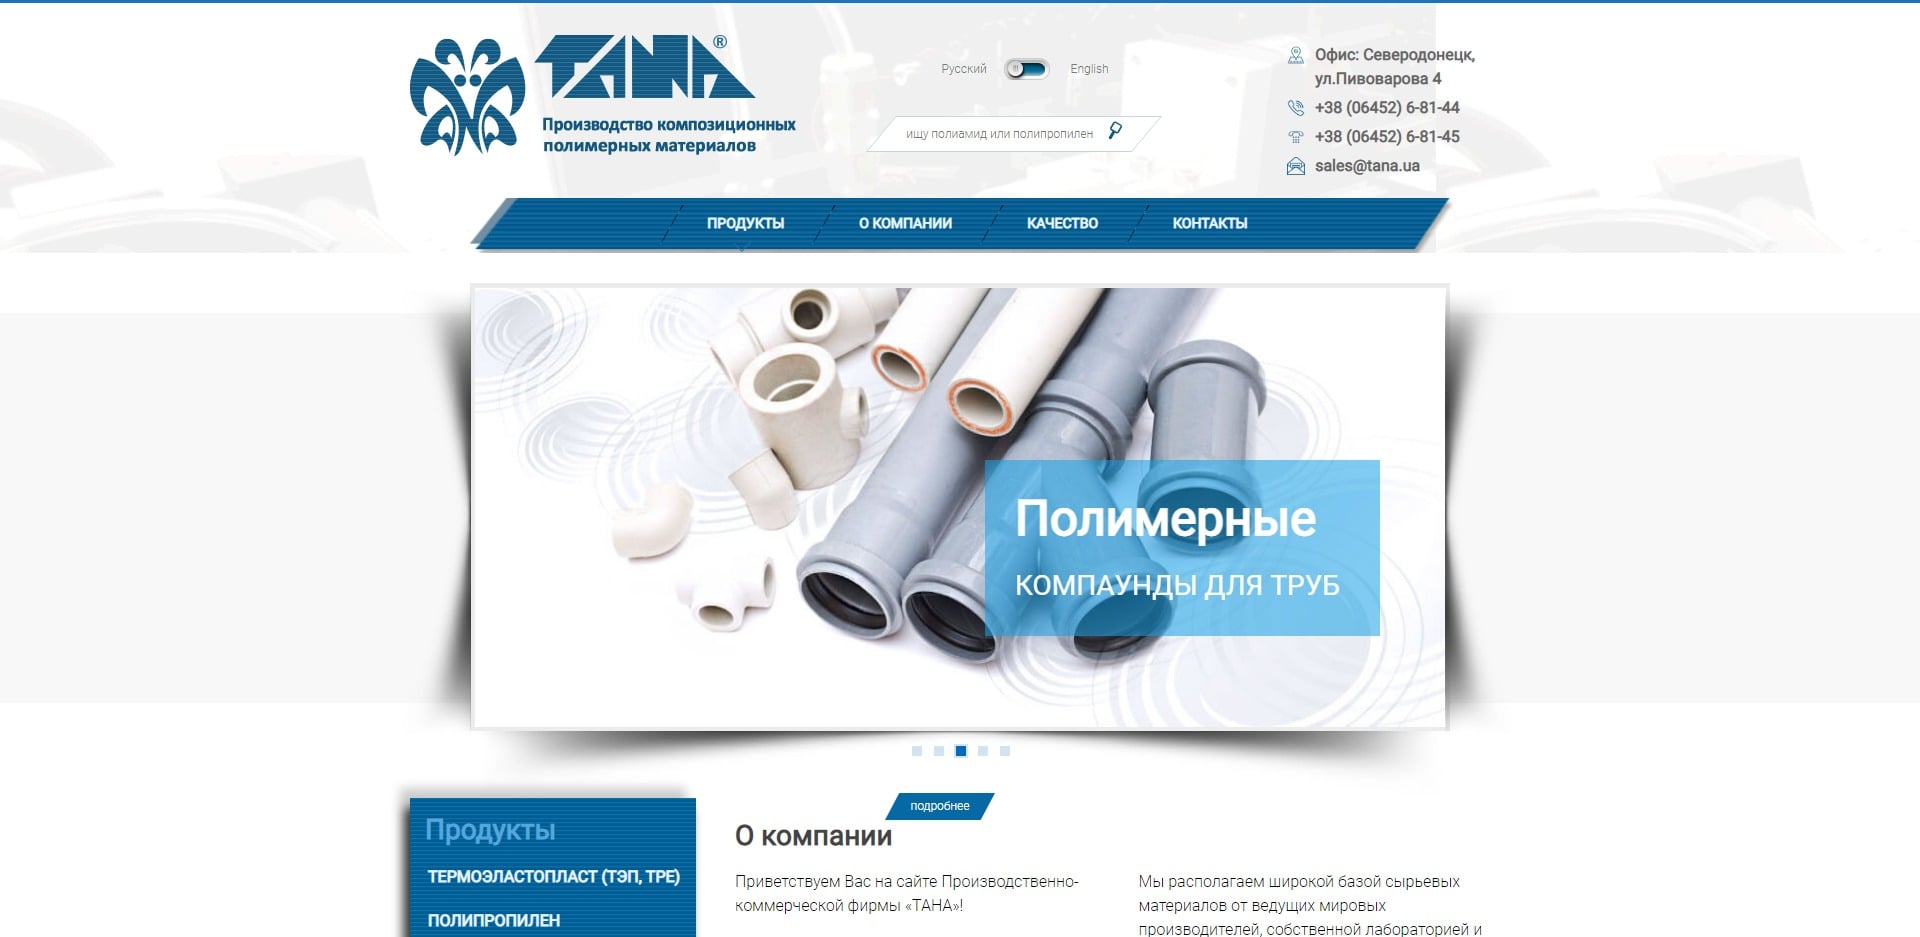 ТАНА®
Производство композиционных
полимерных материалов
Русский
English
ищу полиамид или полипропилен
Офис: Северодонецк,
ул.Пивоварова 4
+38 (06452) 6-81-44
+38 (06452) 6-81-45
sales@tana.ua
ПРОДУКТЫ
О КОМПАНИИ
КАЧЕСТВО
КОНТАКТЫ
Полимерные
КОМПАУНДЫ ДЛЯ ТРУБ
Продукты
ТЕРМОЭЛАСТОПЛАСТ (ТЭП, TPE)
ПОЛИПРОПИЛЕН
подробнее
О компании
Приветствуем Вас на сайте Производственно-
коммерческой фирмы «ТАНА»!
Мы располагаем широкой базой сырьевых
материалов от ведущих мировых
производителей, собственной лабораторией и